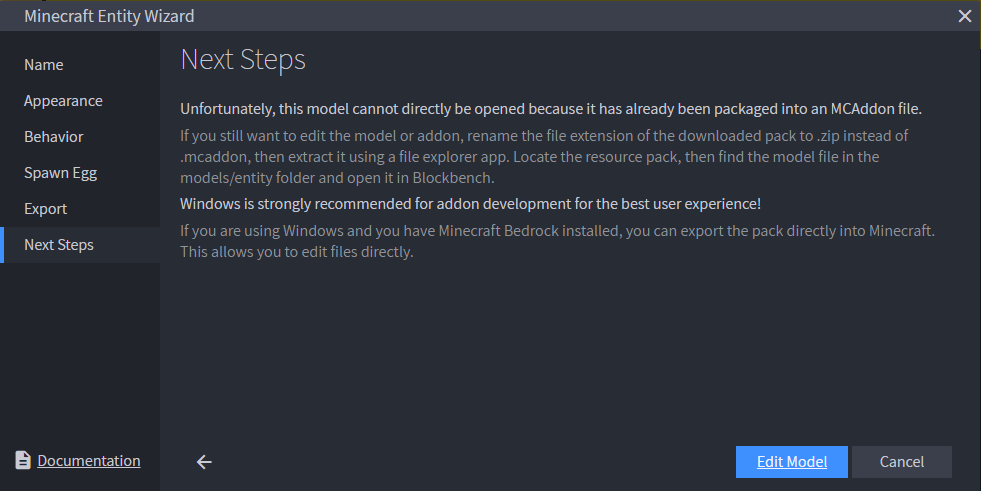 Minecraft Entity Wizard
Name
Appearance
Behavior
Spawn Egg
Export
Next Steps
Documentation
Next Steps
Unfortunately, this model cannot directly be opened because it has already been packaged into an MCAddon file.
If you still want to edit the model or addon, rename the file extension of the downloaded pack to .zip instead of
.mcaddon, then extract it using a file explorer app. Locate the resource pack, then find the model file in the
models/entity folder and open it in Blockbench.
Windows is strongly recommended for addon development for the best user experience!
If you are using Windows and you have Minecraft Bedrock installed, you can export the pack directly into Minecraft.
This allows you to edit files directly.
Edit Model
Cancel